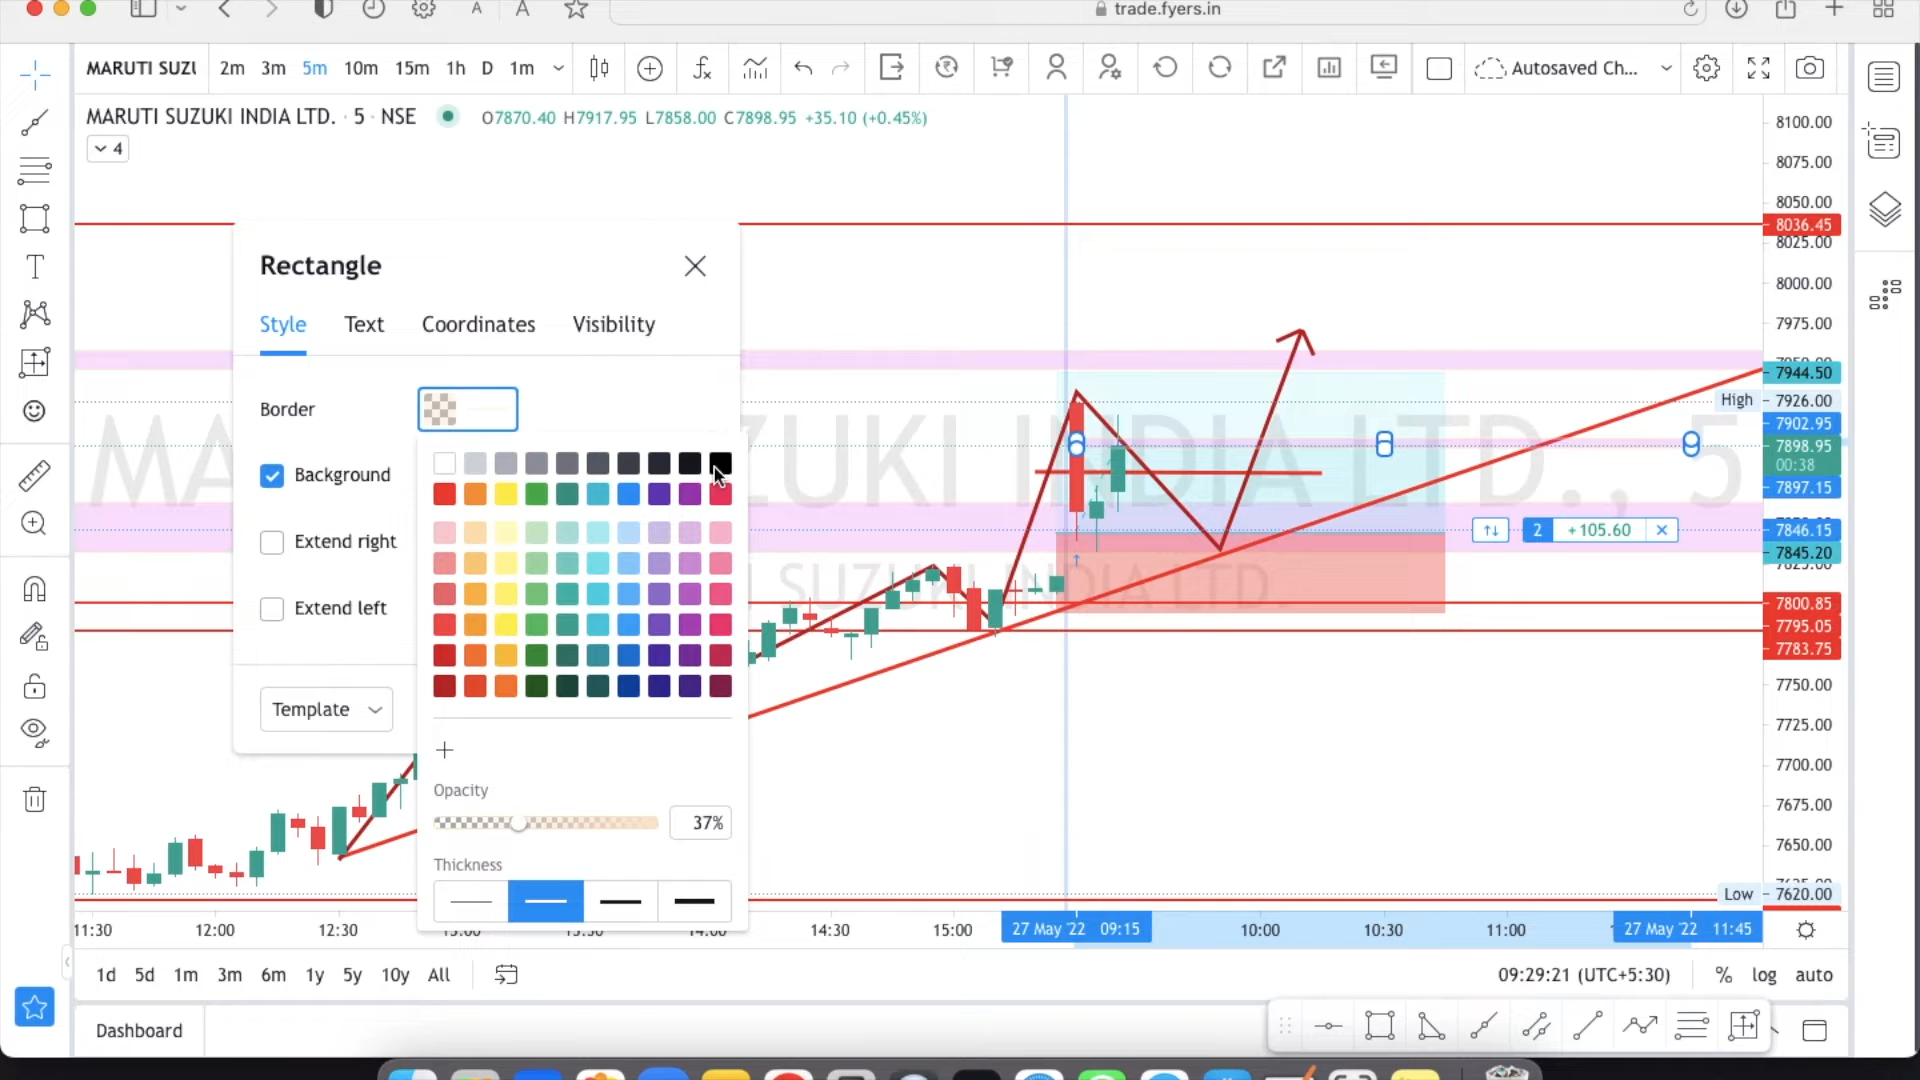 trade.fyers.in
MARUTI SUZU 2m 3m 5m 10m 15m 1h D 1m Autosaved Ch...
MARUTI SUZUKI INDIA LTD. · 5 · NSE O7870.40 H7917.95 L7858.00 C7898.95 +35.10 (+0.45%)
4
8100.00
8075.00
8050.00
8036.45
8025.00
8000.00
7975.00
7944.50
High 7926.00
7902.95
7898.95
00:38
7897.15
7846.15
7845.20
7800.85
7795.05
7783.75
7750.00
7725.00
7700.00
7675.00
7650.00
Low 7620.00
2 +105.60
Rectangle
Style Text Coordinates Visibility
Border
Background
Extend right
Extend left
Template
Opacity
37%
Thickness
11:30 12:00 12:30 14:30 15:00 27 May '22 09:15 10:00 10:30 11:00 27 May '22 11:45
1d 5d 1m 3m 6m 1y 5y 10y All 09:29:21 (UTC+5:30) % log auto
Dashboard